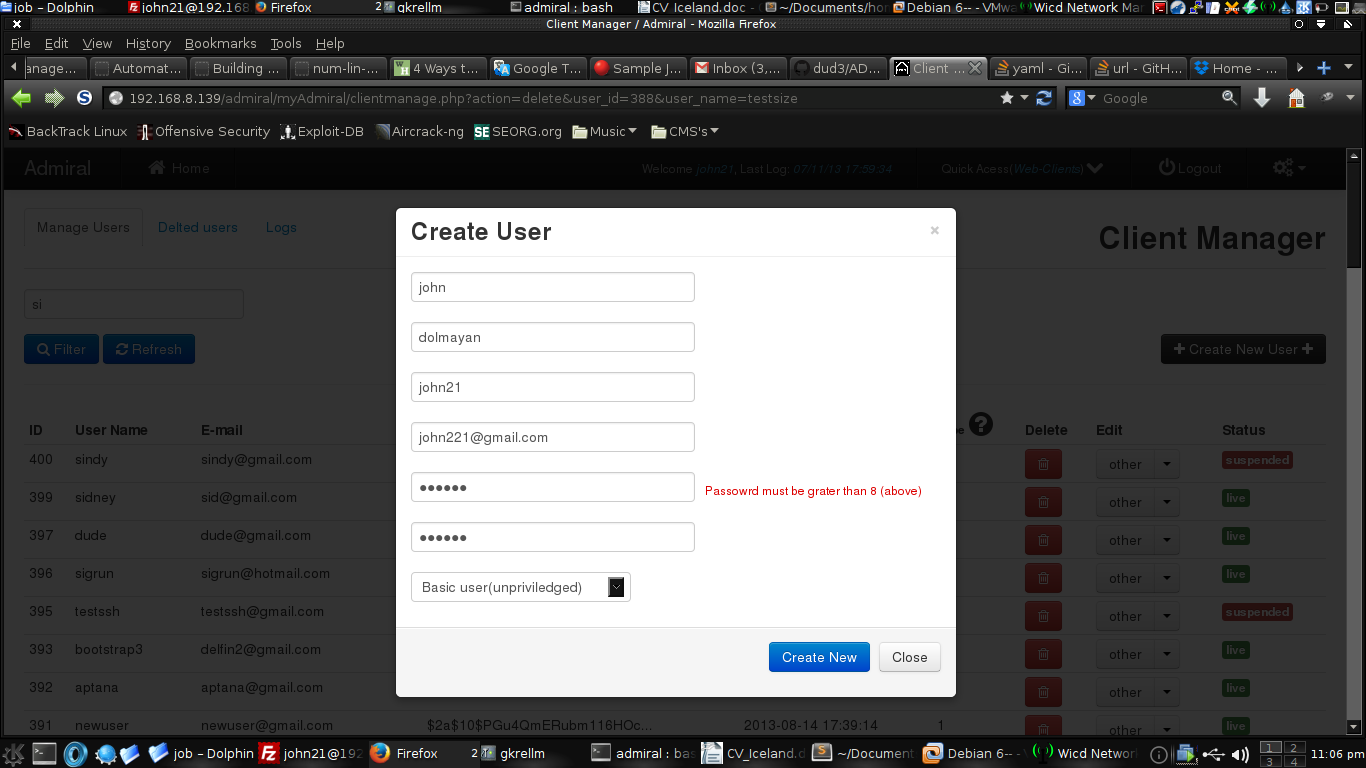 job – Dolphin
john21@192.168
Firefox
2
gkrellm
admiral : bash
CV_Iceland.doc
~/Documents/ho
Debian 6-- - VMwa
Wicd Network Mar
Client Manager / Admiral - Mozilla Firefox
File Edit View History Bookmarks Tools Help
anage...
Automat...
Building ...
num-lin-...
4 Ways t...
Google T...
Sample J...
Inbox (3,...
dud3/AD...
Client ...
yaml - Gi...
url - GitH...
Home - ...
192.168.8.139/admiral/myAdmiral/clientmanage.php?action=delete&user_id=388&user_name=testsize
Google
BackTrack Linux
Offensive Security
Exploit-DB
Aircrack-ng
SEORG.org
Music
CMS's
Admiral
Home
Welcome john21, Last Log: 07/11/13 17:59:34
Quick Acess(Web-Clients)
Logout
Manage Users
Delted users
Logs
Client Manager
si
Filter
Refresh
Create New User
Create User
×
john
dolmayan
john21
john221@gmail.com
••••••
Passowrd must be grater than 8 (above)
••••••
Basic user(unpriviledged)
Create New
Close
ID User Name E-mail Delete Edit Status
400 sindy sindy@gmail.com other suspended
399 sidney sid@gmail.com other live
397 dude dude@gmail.com other live
396 sigrun sigrun@hotmail.com other live
395 testssh testssh@gmail.com other suspended
393 bootstrap3 delfin2@gmail.com other live
392 aptana aptana@gmail.com other live
391 newuser newuser@gmail.com $2a$10$PGu4QmERubm116HOc... 2013-08-14 17:39:14 1 other live
job – Dolphin
john21@192
Firefox
2
gkrellm
admiral : bas
CV_Iceland.d
~/Document
Debian 6-- -
Wicd Network
1 2
3 4
11:06 pm